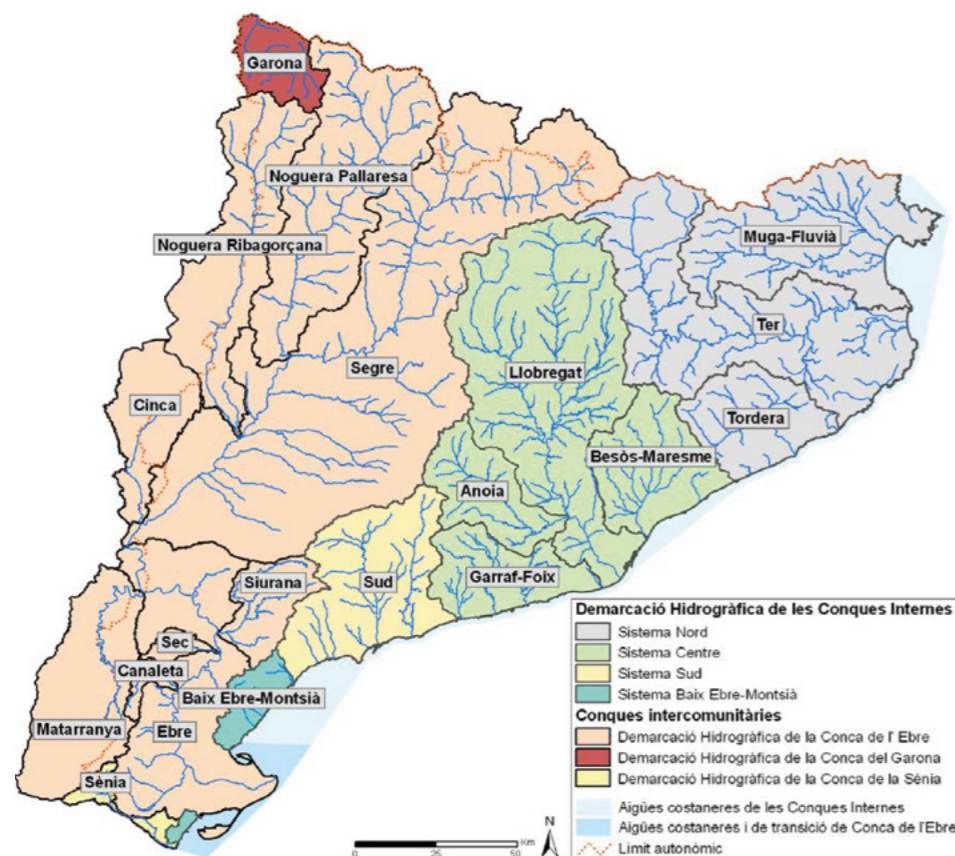 Garona
Noguera Pallaresa
Noguera Ribagorçana
Muga-Fluvià
Ter
Segre
Llobregat
Cinca
Tordera
Besòs-Maresme
Anoia
Siurana
Sud
Garraf-Foix
Sec
Canaleta
Baix Ebre-Montsià
Matarranya
Ebre
Sènia
Demarcació Hidrogràfica de les Conques Internes
Sistema Nord
Sistema Centre
Sistema Sud
Sistema Baix Ebre-Montsià
Conques intercomunitàries
Demarcació Hidrogràfica de la Conca de l' Ebre
Demarcació Hidrogràfica de la Conca del Garona
Demarcació Hidrogràfica de la Conca de la Sènia
Aigües costaneres de les Conques Internes
Aigües costaneres i de transició de Conca de l'Ebre
Límit autonòmic
N
Km
0 25 50